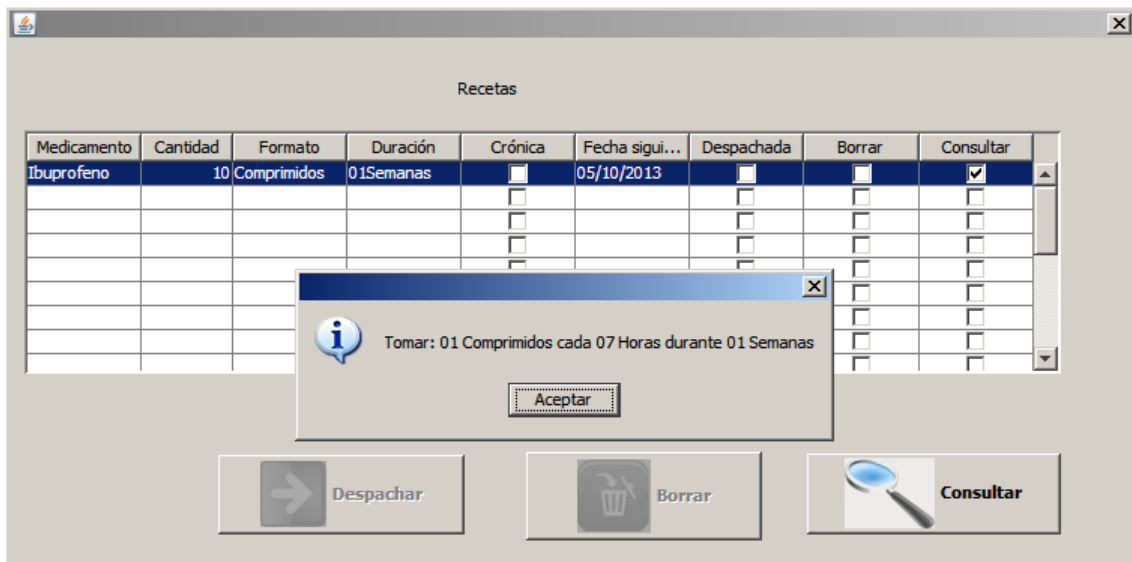 Recetas
Medicamento Cantidad Formato Duración Crónica Fecha sigui... Despachada Borrar Consultar
Ibuprofeno 10 Comprimidos 01Semanas 05/10/2013
Tomar: 01 Comprimidos cada 07 Horas durante 01 Semanas
Aceptar
Despachar Borrar Consultar